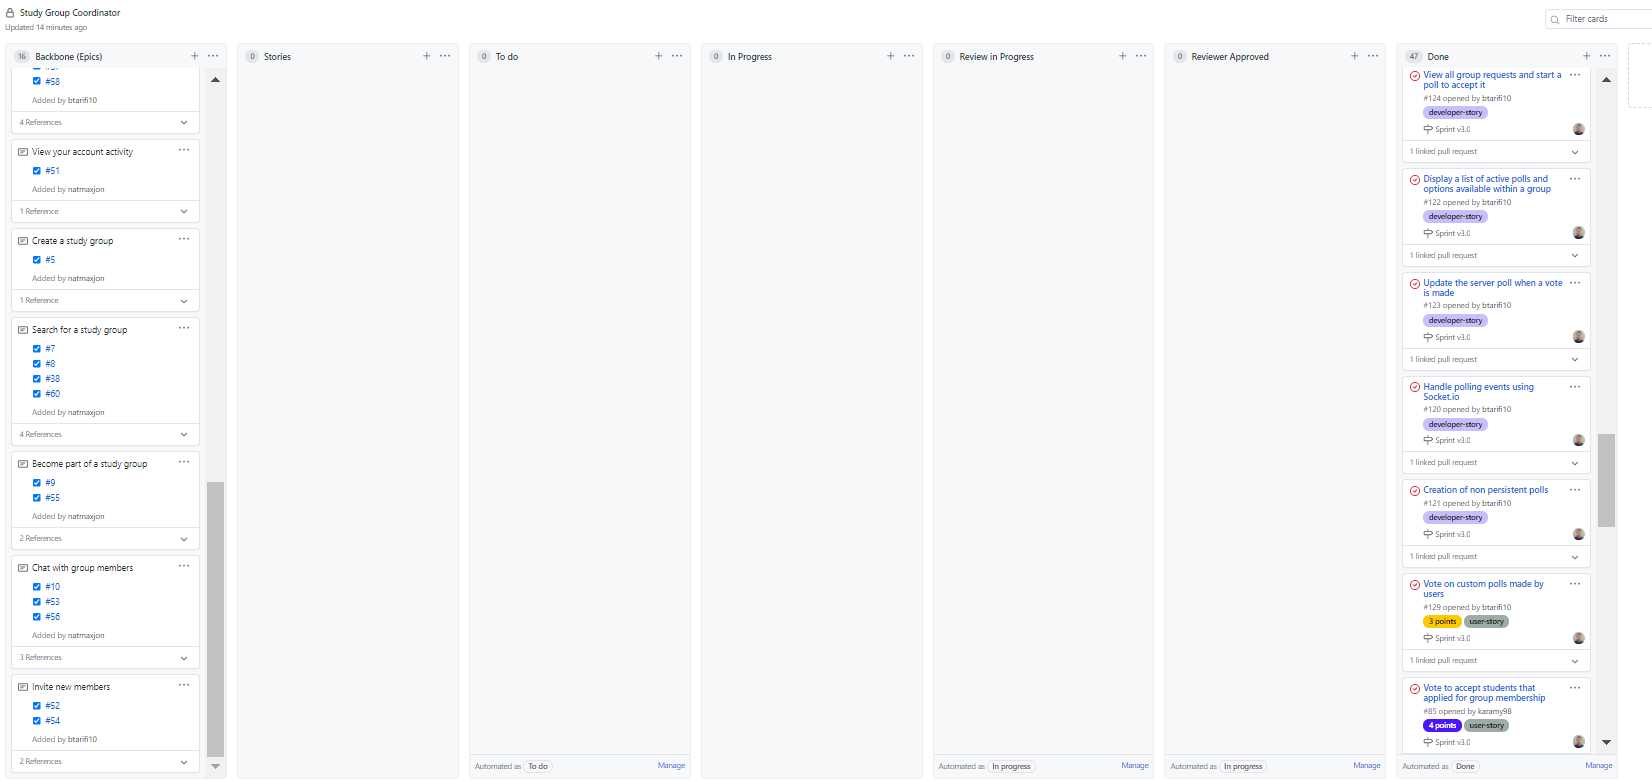 Study Group Coordinator
Updated 14 minutes ago
Filter cards
16 Backbone (Epics)
#58
Added by btarifi10
4 References
View your account activity
#51
Added by natmaxjon
1 Reference
Create a study group
#5
Added by natmaxjon
1 Reference
Search for a study group
#7
#8
#38
#60
Added by natmaxjon
4 References
Become part of a study group
#9
#55
Added by natmaxjon
2 References
Chat with group members
#10
#53
#56
Added by natmaxjon
3 References
Invite new members
#52
#54
Added by btarifi10
2 References
0 Stories
0 To do
Automated as To do Manage
0 In Progress
0 Review in Progress
Automated as In progress Manage
0 Reviewer Approved
Automated as In progress Manage
47 Done
View all group requests and start a
poll to accept it
#124 opened by btarifi10
developer-story
Sprint v3.0
1 linked pull request
Display a list of active polls and
options available within a group
#122 opened by btarifi10
developer-story
Sprint v3.0
1 linked pull request
Update the server poll when a vote
is made
#123 opened by btarifi10
developer-story
Sprint v3.0
1 linked pull request
Handle polling events using
Socket.io
#120 opened by btarifi10
developer-story
Sprint v3.0
1 linked pull request
Creation of non persistent polls
#121 opened by btarifi10
developer-story
Sprint v3.0
1 linked pull request
Vote on custom polls made by
users
#129 opened by btarifi10
3 points user-story
Sprint v3.0
1 linked pull request
Vote to accept students that
applied for group membership
#85 opened by karamy98
4 points user-story
Sprint v3.0
Automated as Done Manage